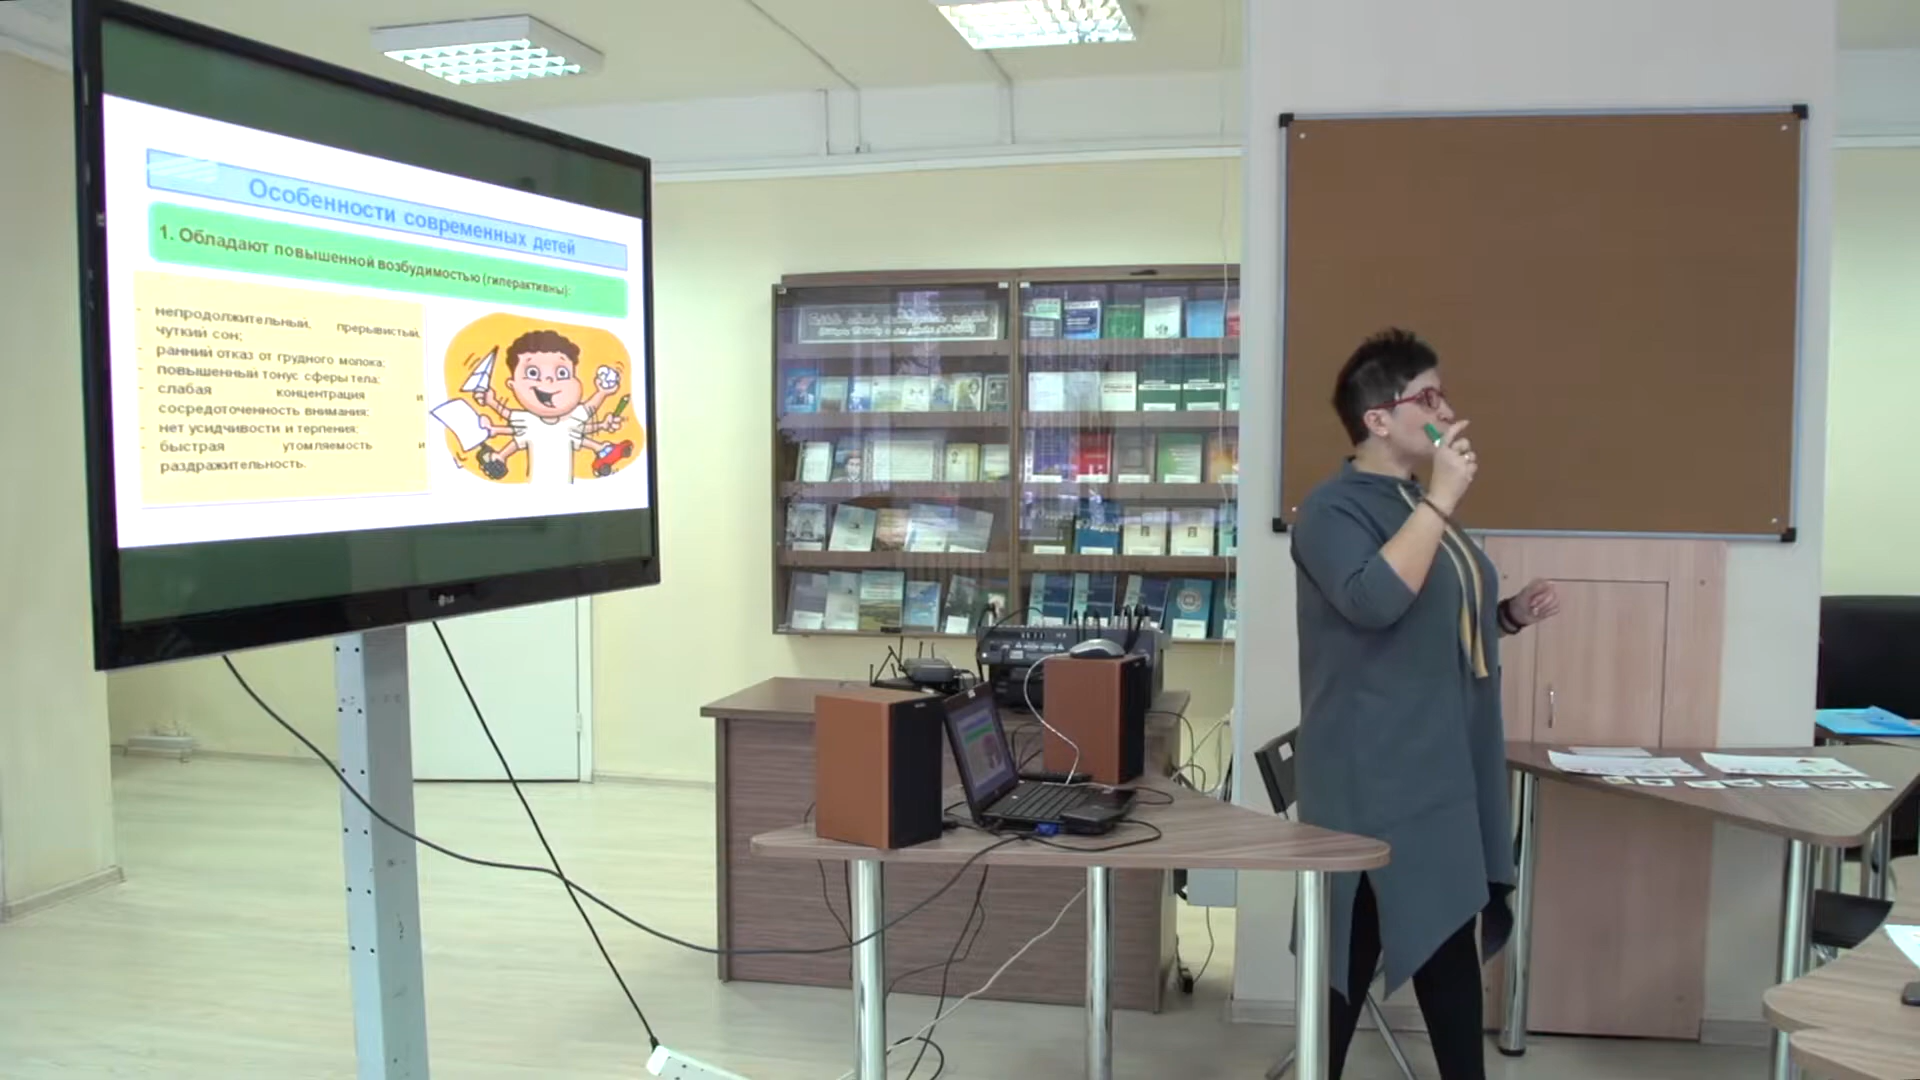 Особенности современных детей
1. Обладают повышенной возбудимостью (гиперактивны):
- непродолжительный, прерывистый,
чуткий сон;
- ранний отказ от грудного молока;
- повышенный тонус сферы тела;
- слабая концентрация и
сосредоточенность внимания;
- нет усидчивости и терпения;
- быстрая утомляемость и
раздражительность.
LG